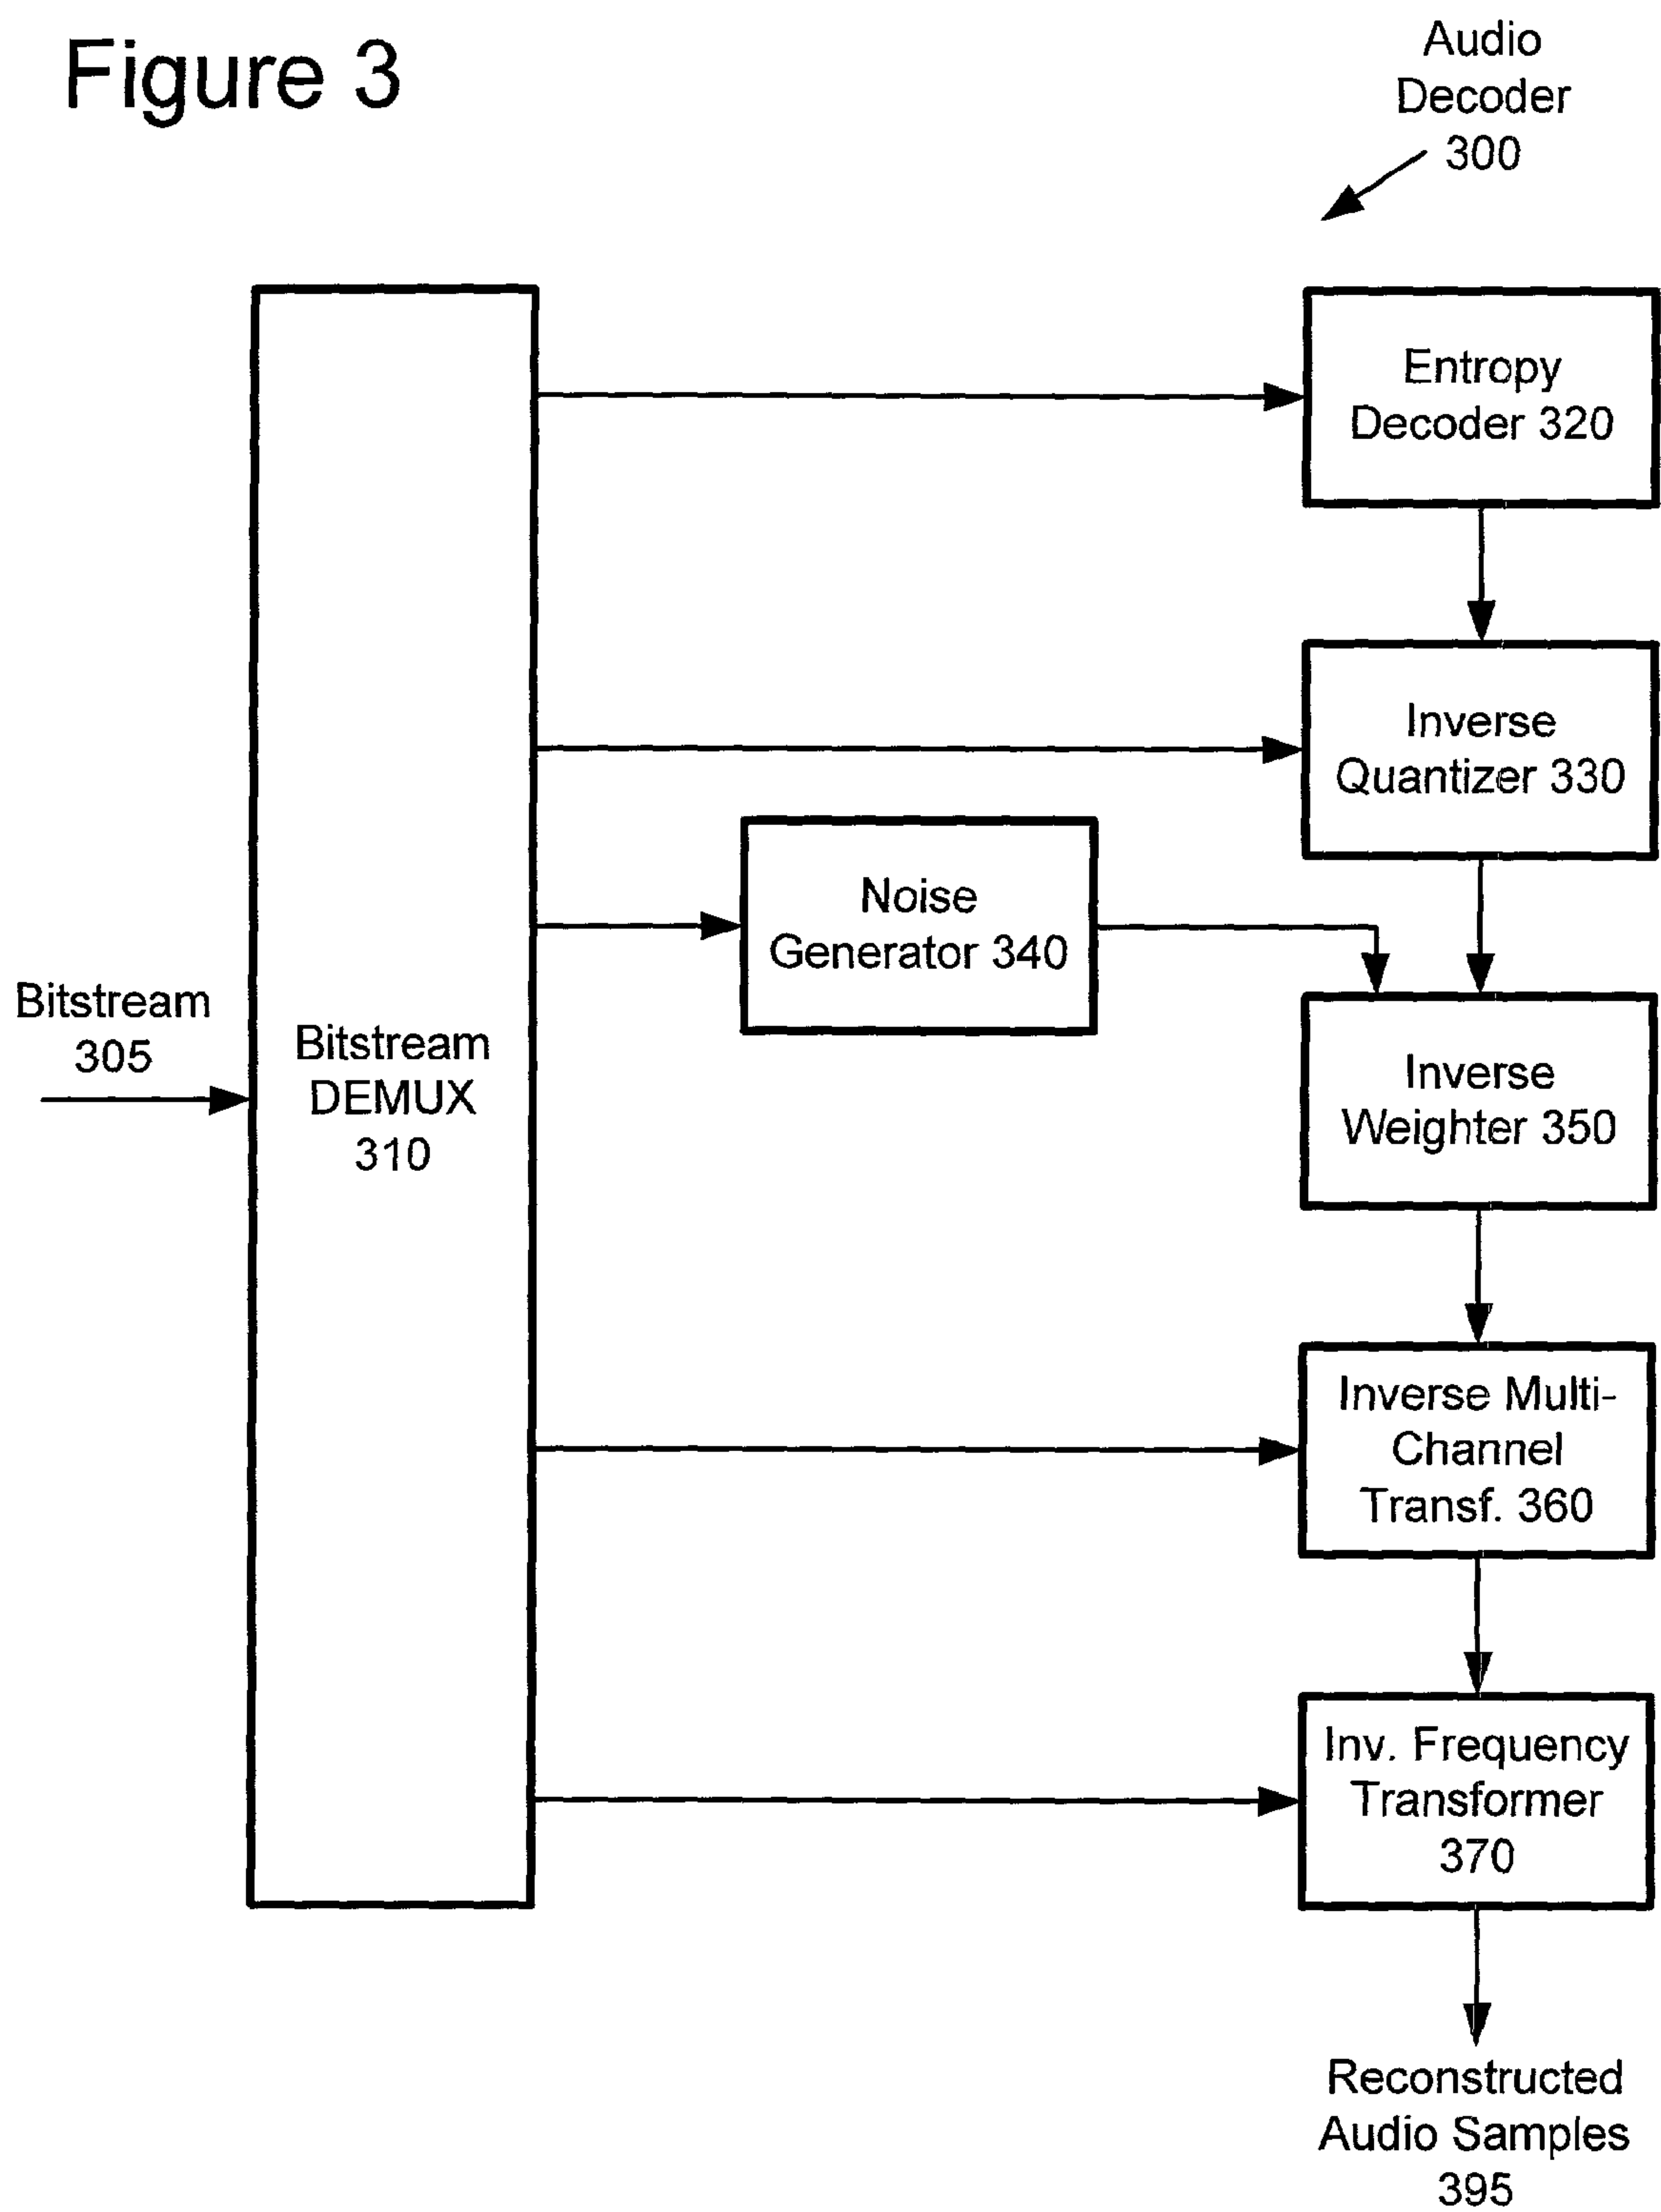 Figure 3
Audio
Decoder
300
Entropy
Decoder 320
Inverse
Quantizer 330
Noise
Generator 340
Bitstream
305
Bitstream
DEMUX
310
Inverse
Weighter 350
Inverse Multi-
Channel
Transf. 360
Inv. Frequency
Transformer
370
Reconstructed
Audio Samples
395